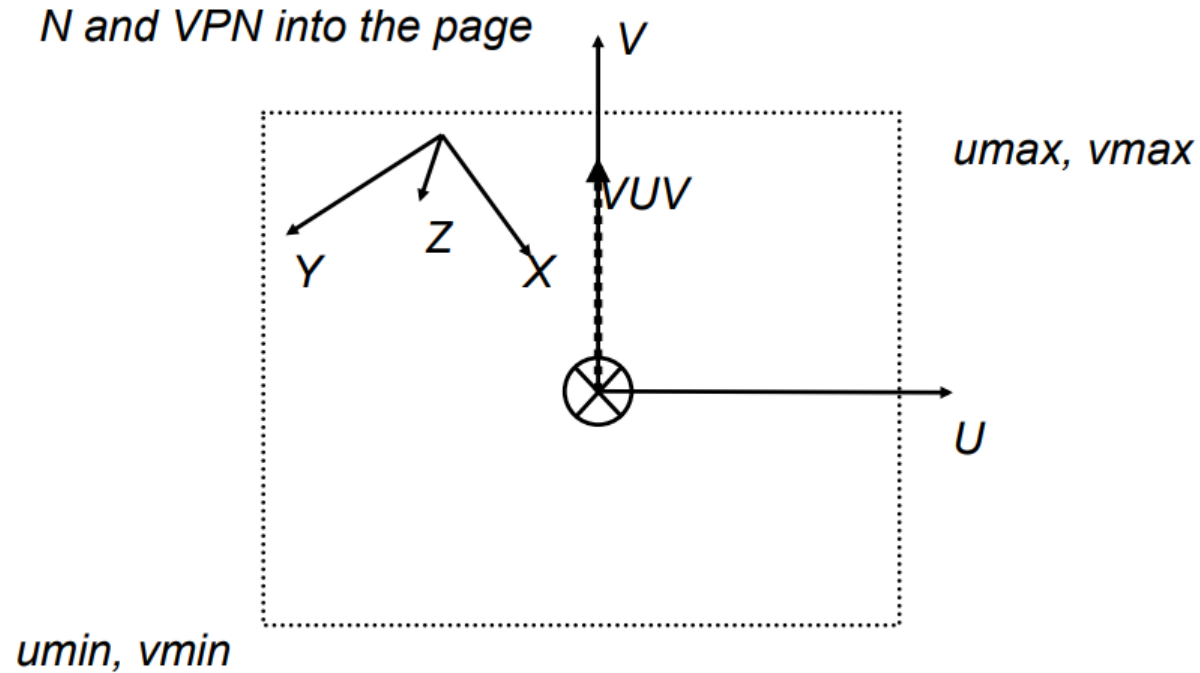 N and VPN into the page
V
umax, vmax
VUV
Z
Y
X
U
umin, vmin